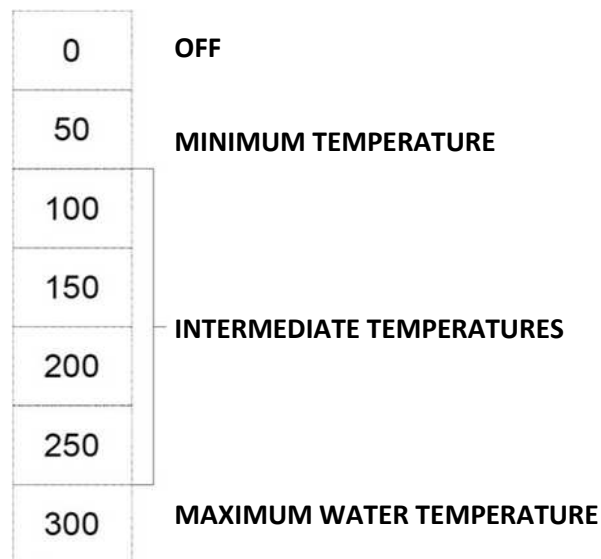 0 OFF
50 MINIMUM TEMPERATURE
100
150
INTERMEDIATE TEMPERATURES
200
250
300 MAXIMUM WATER TEMPERATURE